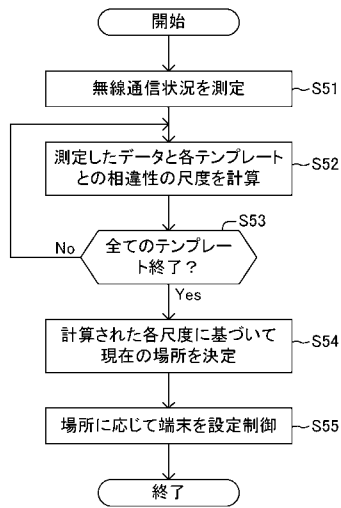 開始
無線通信状況を測定
S51
測定したデータと各テンプレート
との相違性の尺度を計算
S52
S53
全てのテンプレー
ト終了？
No
Yes
計算された各尺度に基づいて
現在の場所を決定
S54
場所に応じて端末を設定制御
S55
終了